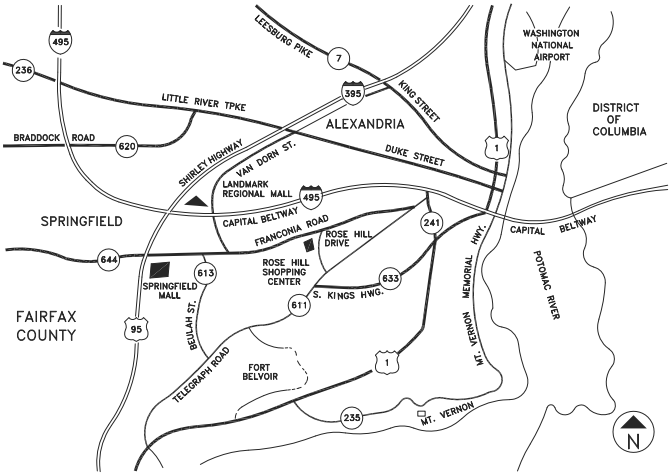 LEESBURG PIKE
7
495
236
WASHINGTON
NATIONAL
AIRPORT
395
KING STREET
LITTLE RIVER TPKE
DISTRICT
OF
COLUMBIA
ALEXANDRIA
BRADDOCK ROAD
620
SHIRLEY HIGHWAY
VAN DORN ST.
DUKE STREET
1
LANDMARK
REGIONAL MALL
495
SPRINGFIELD
CAPITAL BELTWAY
FRANCONIA ROAD
241
CAPITAL BELTWAY
644
613
ROSE HILL
DRIVE
ROSE HILL
SHOPPING
CENTER
MT. VERNON MEMORIAL HWY.
POTOMAC RIVER
SPRINGFIELD
MALL
633
S. KINGS HWG.
611
FAIRFAX
COUNTY
95
BEULAH ST.
TELEGRAPH ROAD
FORT
BELVOIR
1
235
MT. VERNON
N